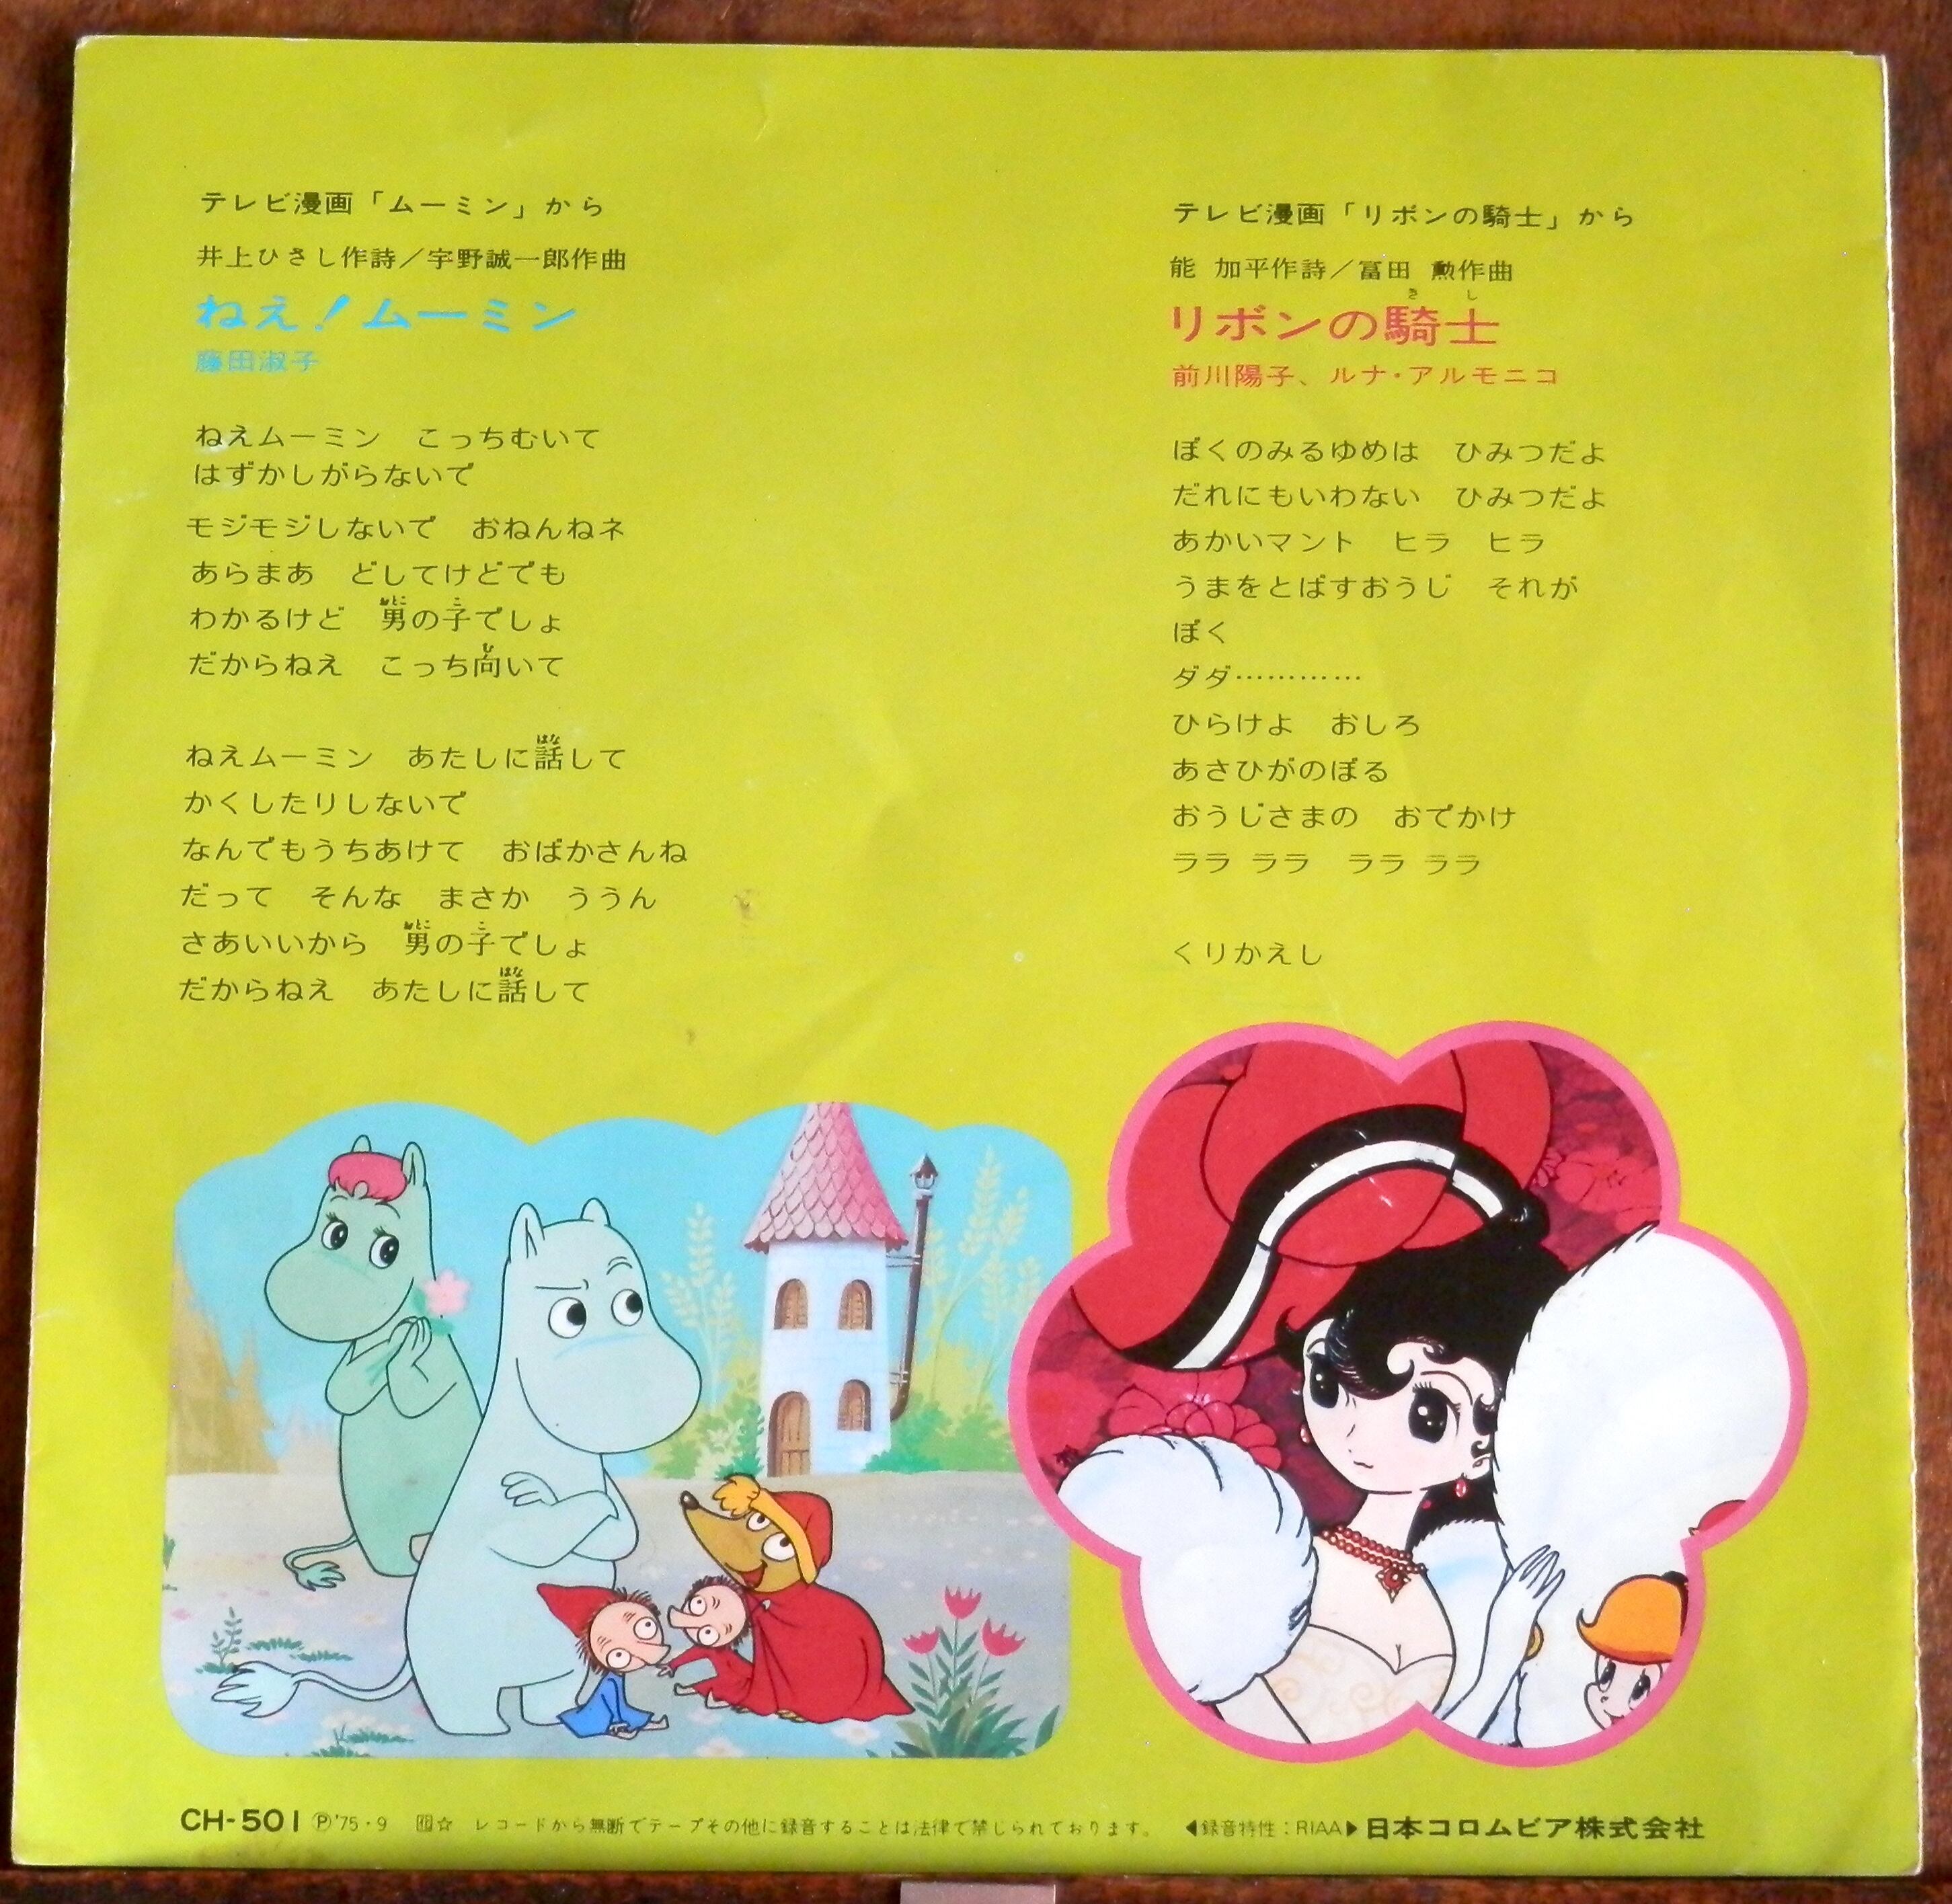 テレビ漫画「ムーミン」から
井上ひさし作詩／宇野誠一郎作曲
ねえ！ムーミン
藤田淑子
ねえムーミン　こっちむいて
はずかしがらないで
モジモジしないで　おねんねネ
あらまあ　どしてけどでも
わかるけど　男の子でしょ
だからねえ　こっち向いて
ねえムーミン　あたしに話して
かくしたりしないで
なんでもうちあけて　おばかさんね
だって　そんな　まさか　ううん
さあいいから　男の子でしょ
だからねえ　あたしに話して
テレビ漫画「リボンの騎士」から
能　加平作詩／冨田　勲作曲
リボンの騎士
前川陽子、ルナ・アルモニコ
ぼくのみるゆめは　ひみつだよ
だれにもいわない　ひみつだよ
あかいマント　ヒラ　ヒラ
うまをとばすおうじ　それが
ぼく
ダダ…………
ひらけよ　おしろ
あさひがのぼる
おうじさまの　おでかけ
ララ ララ　ララ ララ
くりかえし
CH-501 Ⓟ'75・9　☆　レコードから無断でテープその他に録音することは法律で禁じられております。　◀録音特性：RIAA▶日本コロムビア株式会社